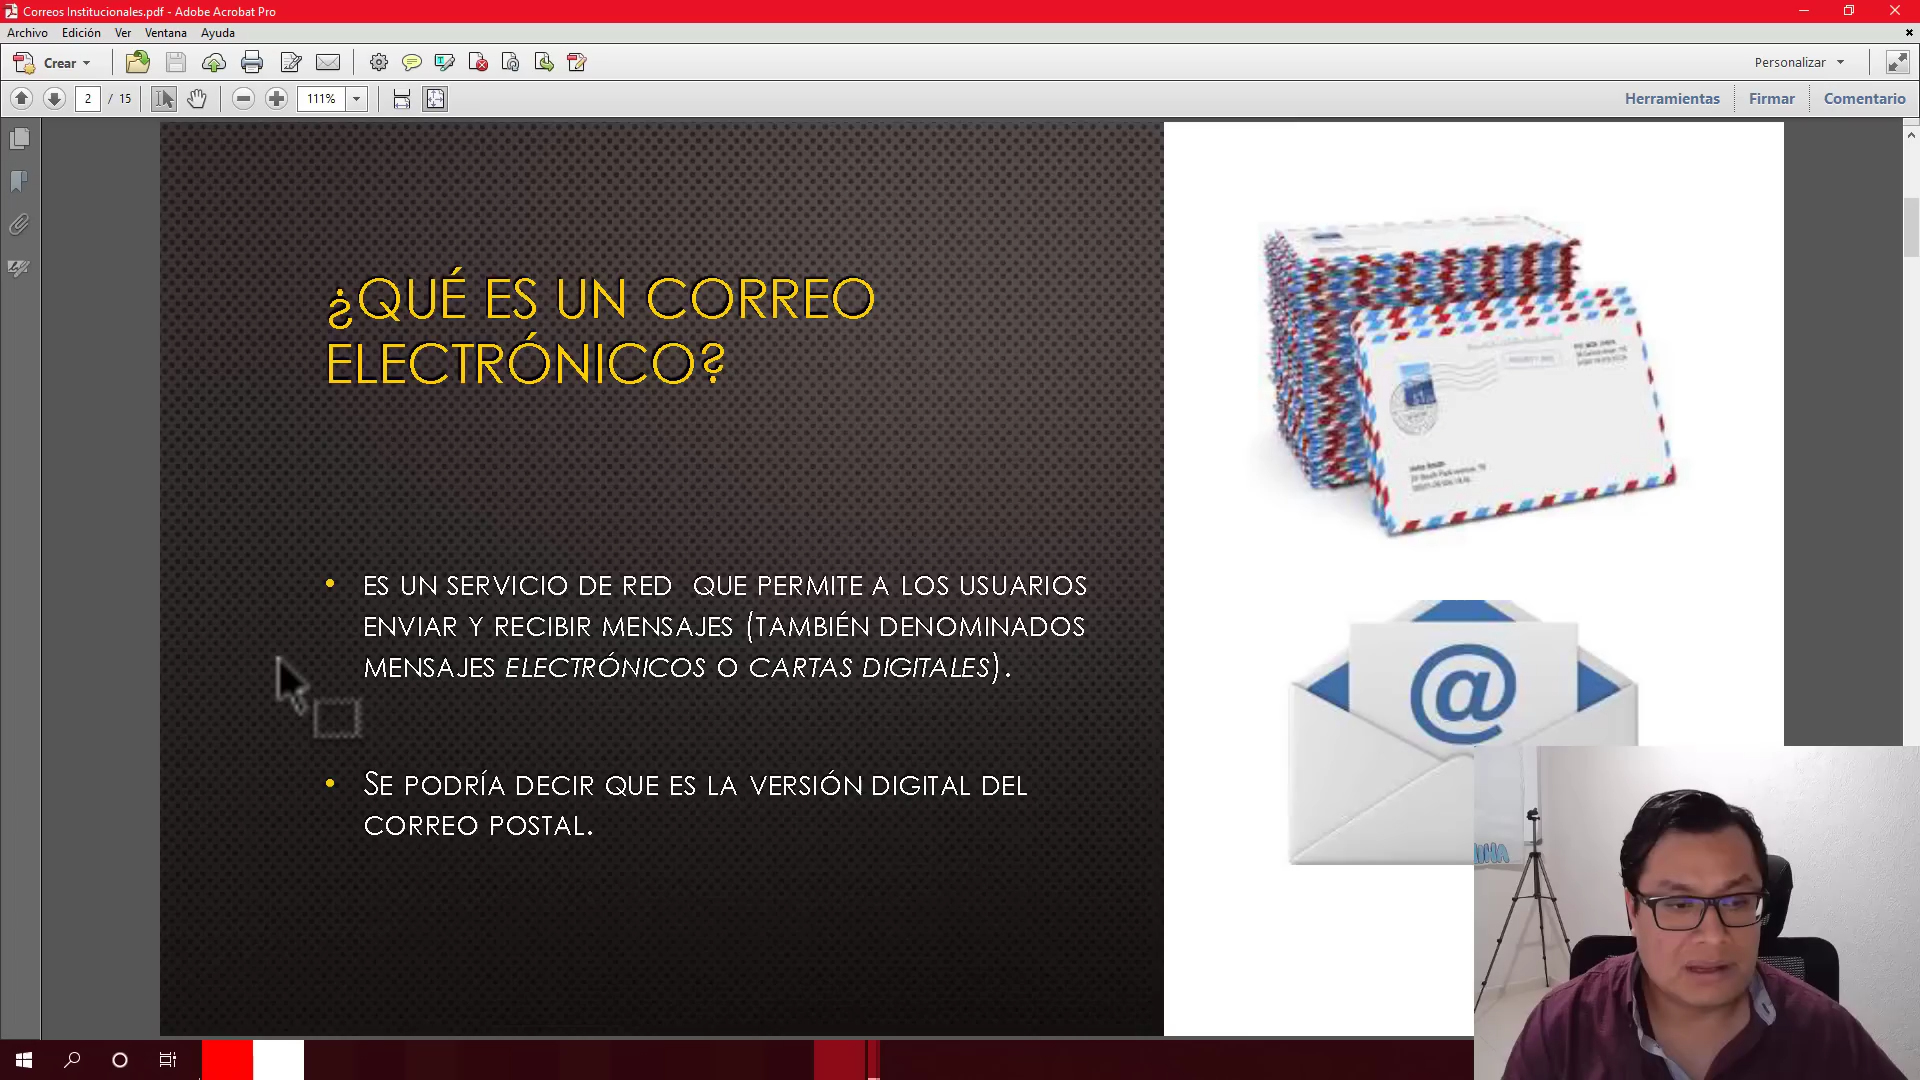 Correos Institucionales.pdf - Adobe Acrobat Pro
Archivo Edición Ver Ventana Ayuda
Crear
Personalizar
2 / 15
111%
Herramientas Firmar Comentario
¿QUÉ ES UN CORREO
ELECTRÓNICO?
• ES UN SERVICIO DE RED QUE PERMITE A LOS USUARIOS
ENVIAR Y RECIBIR MENSAJES (TAMBIÉN DENOMINADOS
MENSAJES ELECTRÓNICOS O CARTAS DIGITALES).
• SE PODRÍA DECIR QUE ES LA VERSIÓN DIGITAL DEL
CORREO POSTAL.
@